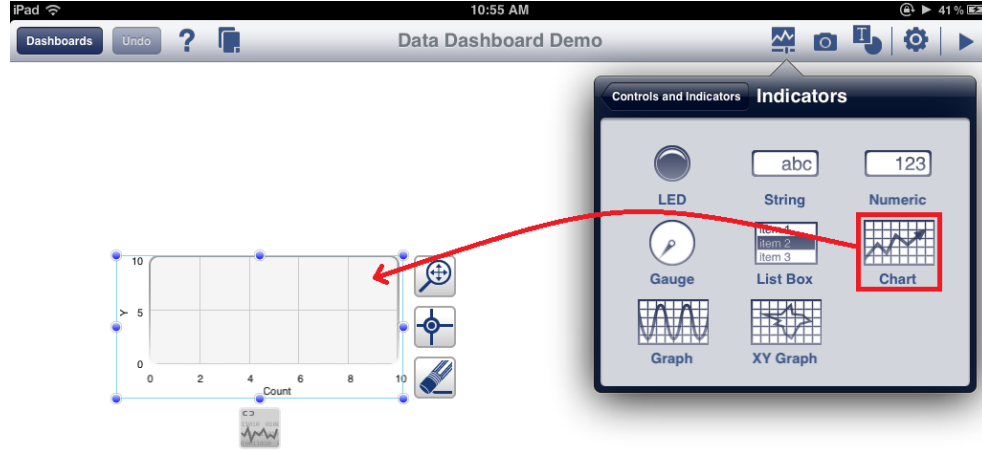 iPad 10:55 AM 41%
Dashboards Undo ? Data Dashboard Demo T
Controls and Indicators Indicators
abc 123
LED String Numeric
item 1
item 2
item 3
Gauge List Box Chart
Graph XY Graph
10
5
0
Y
0 2 4 6 8 10
Count